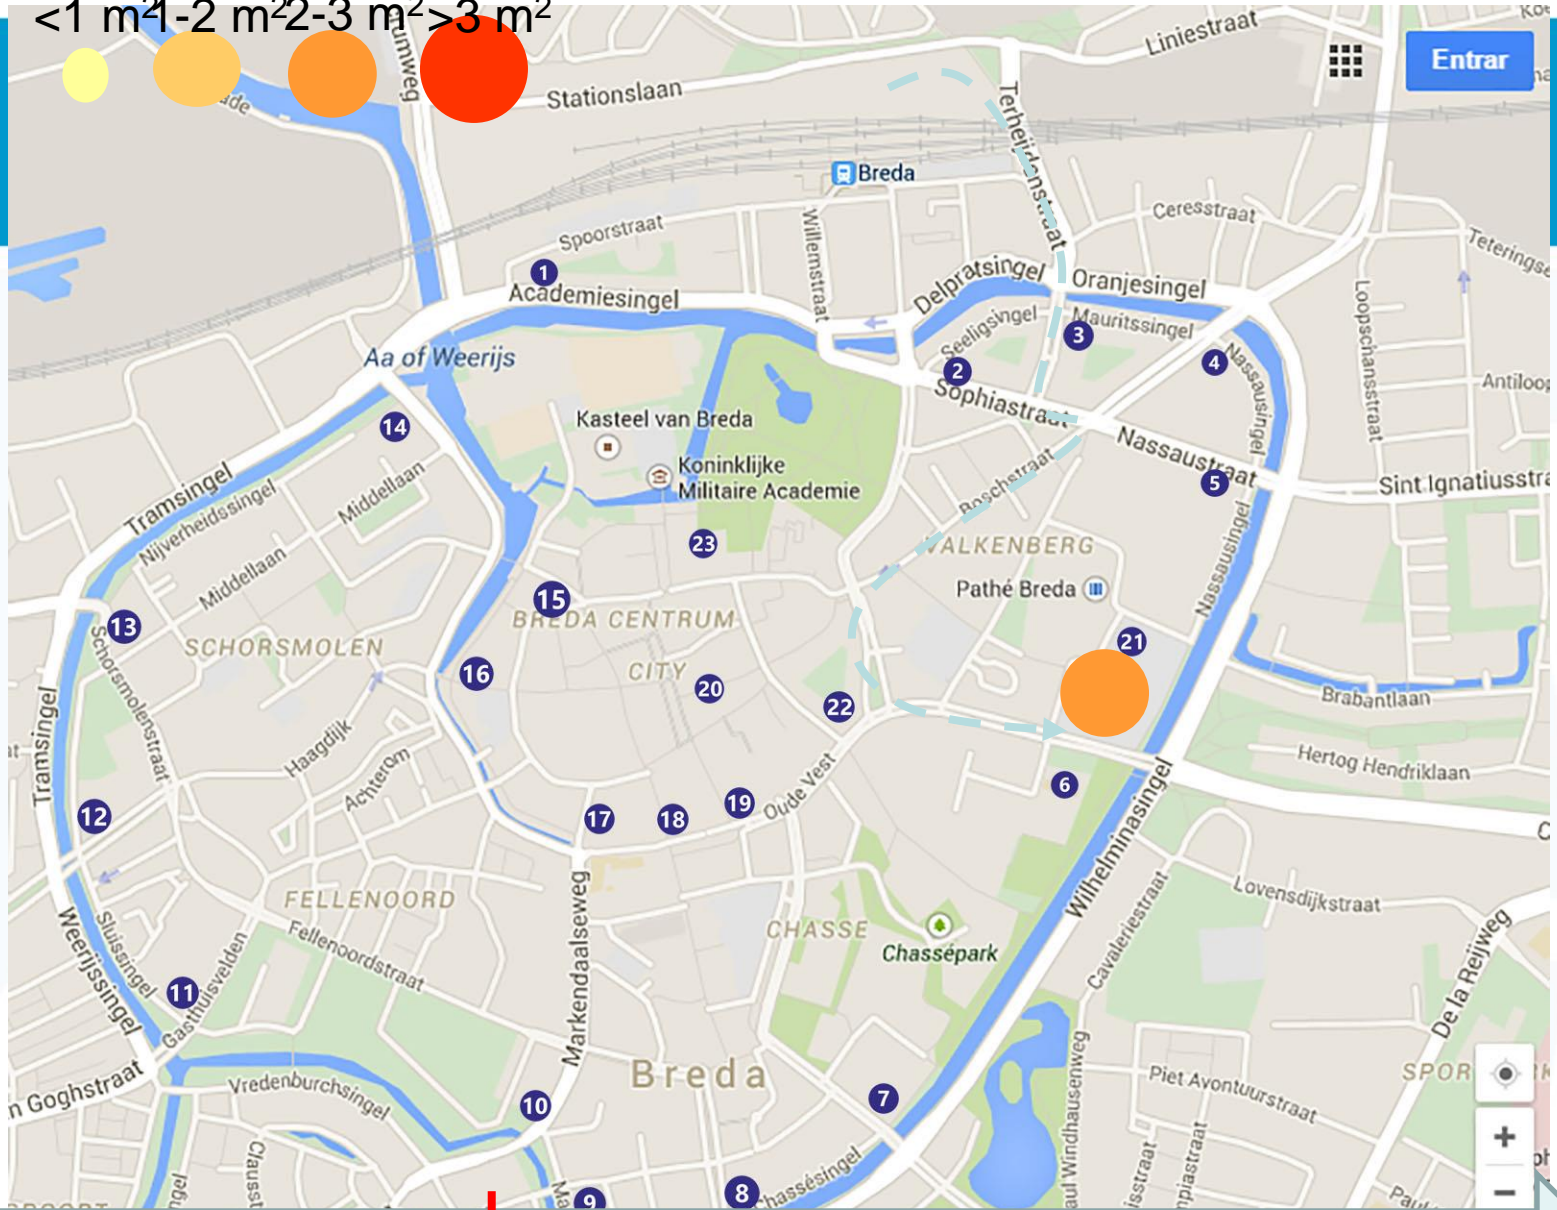 <1 m²
1-2 m²
2-3 m²
>3 m²
Entrar
Liniestraat
Stationslaan
Terheijdenstraat
Breda
Ceresstraat
Spoorstraat
Willemstraat
1
Academiesingel
Delpratsingel
Oranjesingel
Loopschansstraat
Seeligsingel
Mauritssingel
3
Aa of Weerijs
2
4
Nassausingel
Sophiastraat
Kasteel van Breda
14
Nassaustraat
Koninklijke
Militaire Academie
5
Sint Ignatiusstra
Tramsingel
Nijverheidssingel
Middellaan
Boschstraat
23
VALKENBERG
Nassausingel
Middellaan
Pathé Breda
15
BREDA CENTRUM
13
21
SCHORSMOLEN
CITY
16
20
Schorsmolenstraat
22
Brabantlaan
Tramsingel
Haagdijk
Hertog Hendriklaan
Achterom
6
Oude Vest
12
17
18
19
Wilhelminasingel
FELLENOORD
Lovensdijkstraat
CHASSE
Chassépark
Markendaalseweg
Fellenoordstraat
Cavaleriestraat
De la Reijweg
Sluissingel
Weerijssingel
11
Gasthuisvelden
Breda
n Goghstraat
Vredenburchsingel
Piet Avontuurstraat
SPOR
10
7
aul Windhausenweg
9
8
Chassésingel